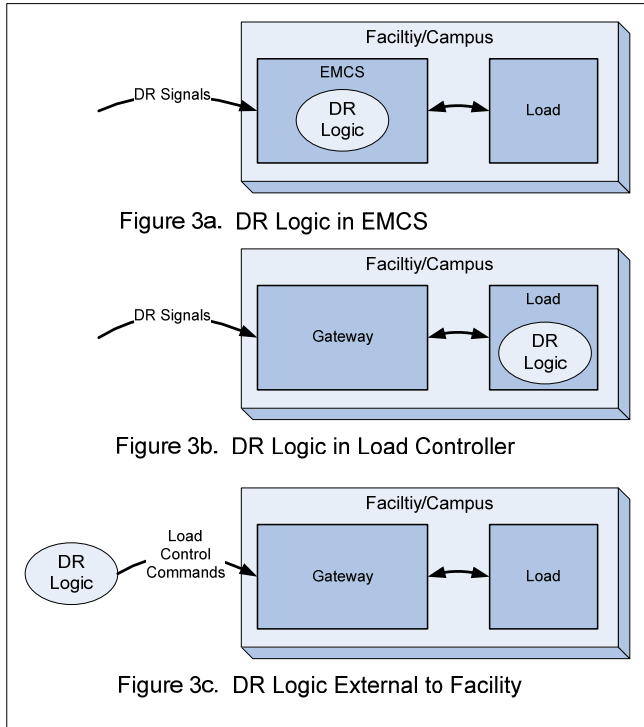 Faciltiy/Campus
EMCS
DR Signals
DR
Logic
Load
Figure 3a. DR Logic in EMCS
Faciltiy/Campus
Load
DR Signals
Gateway
DR
Logic
Figure 3b. DR Logic in Load Controller
Faciltiy/Campus
DR
Logic
Load
Control
Commands
Gateway
Load
Figure 3c. DR Logic External to Facility